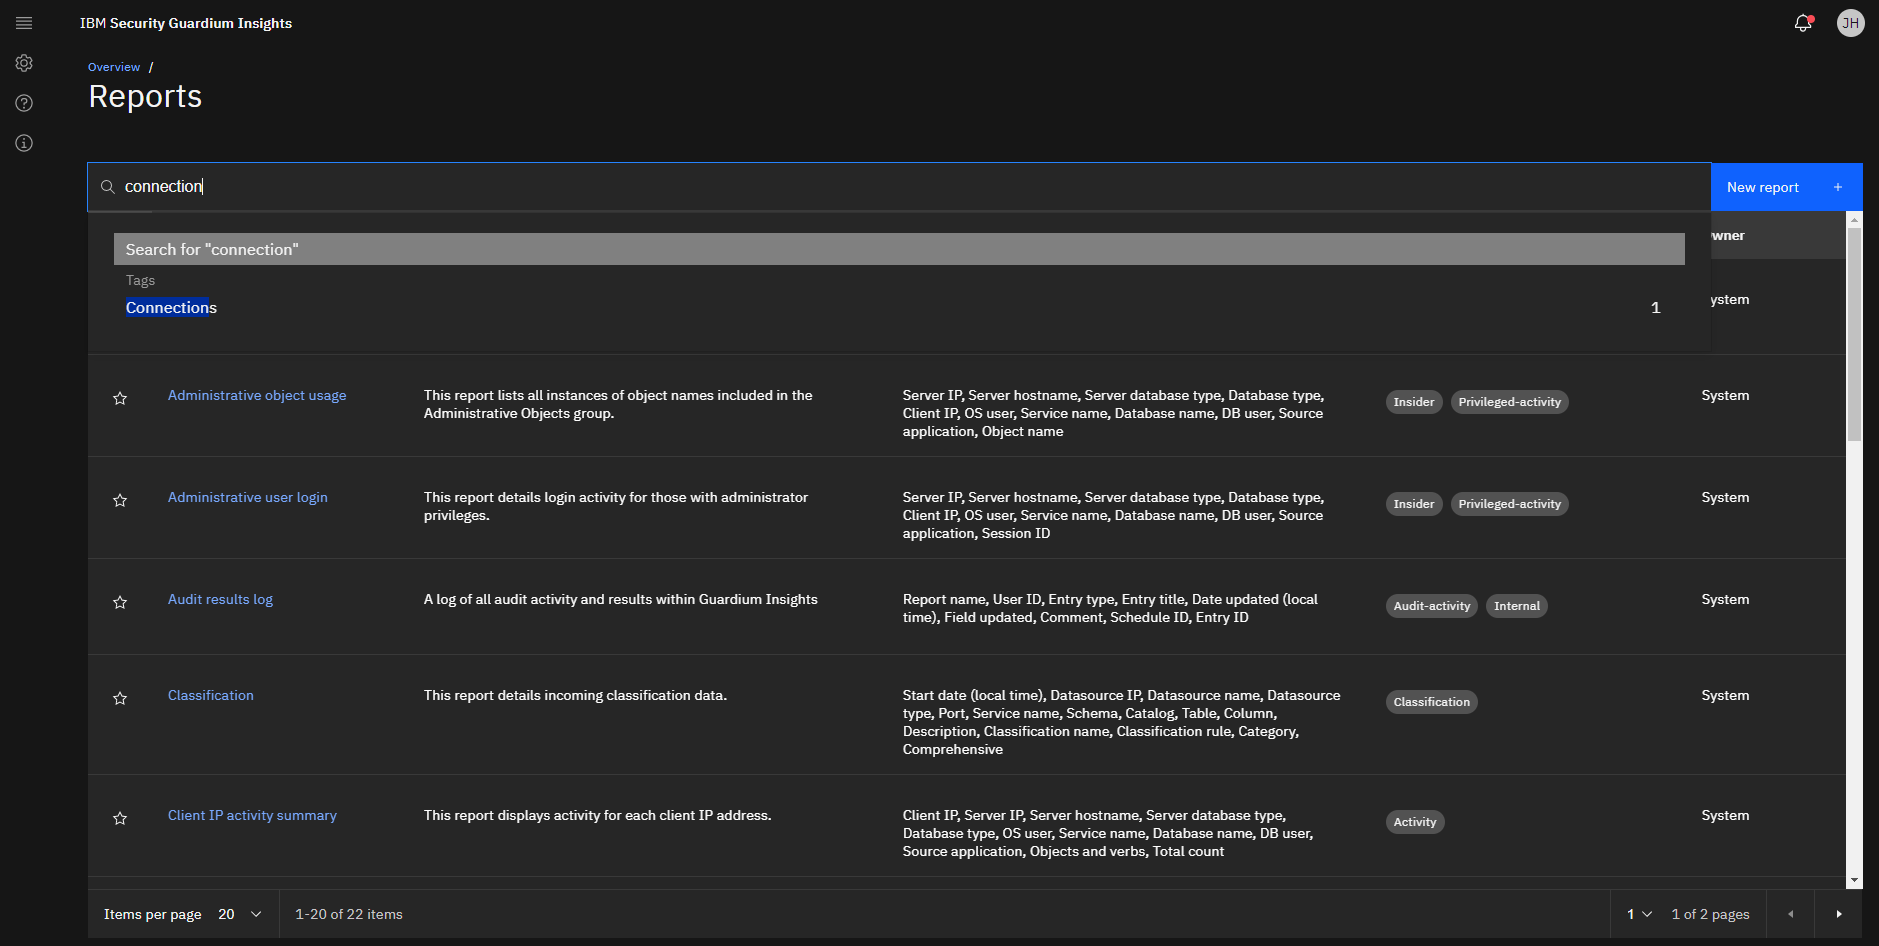 IBM Security Guardium Insights
JH
Overview /
Reports
connection
New report +
Search for "connection"
Tags
Connections 1
wner
ystem
Administrative object usage
This report lists all instances of object names included in the
Administrative Objects group.
Server IP, Server hostname, Server database type, Database type,
Client IP, OS user, Service name, Database name, DB user, Source
application, Object name
Insider
Privileged-activity
System
Administrative user login
This report details login activity for those with administrator
privileges.
Server IP, Server hostname, Server database type, Database type,
Client IP, OS user, Service name, Database name, DB user, Source
application, Session ID
Insider
Privileged-activity
System
Audit results log
A log of all audit activity and results within Guardium Insights
Report name, User ID, Entry type, Entry title, Date updated (local
time), Field updated, Comment, Schedule ID, Entry ID
Audit-activity
Internal
System
Classification
This report details incoming classification data.
Start date (local time), Datasource IP, Datasource name, Datasource
type, Port, Service name, Schema, Catalog, Table, Column,
Description, Classification name, Classification rule, Category,
Comprehensive
Classification
System
Client IP activity summary
This report displays activity for each client IP address.
Client IP, Server IP, Server hostname, Server database type,
Database type, OS user, Service name, Database name, DB user,
Source application, Objects and verbs, Total count
Activity
System
Items per page 20
1-20 of 22 items
1
1 of 2 pages